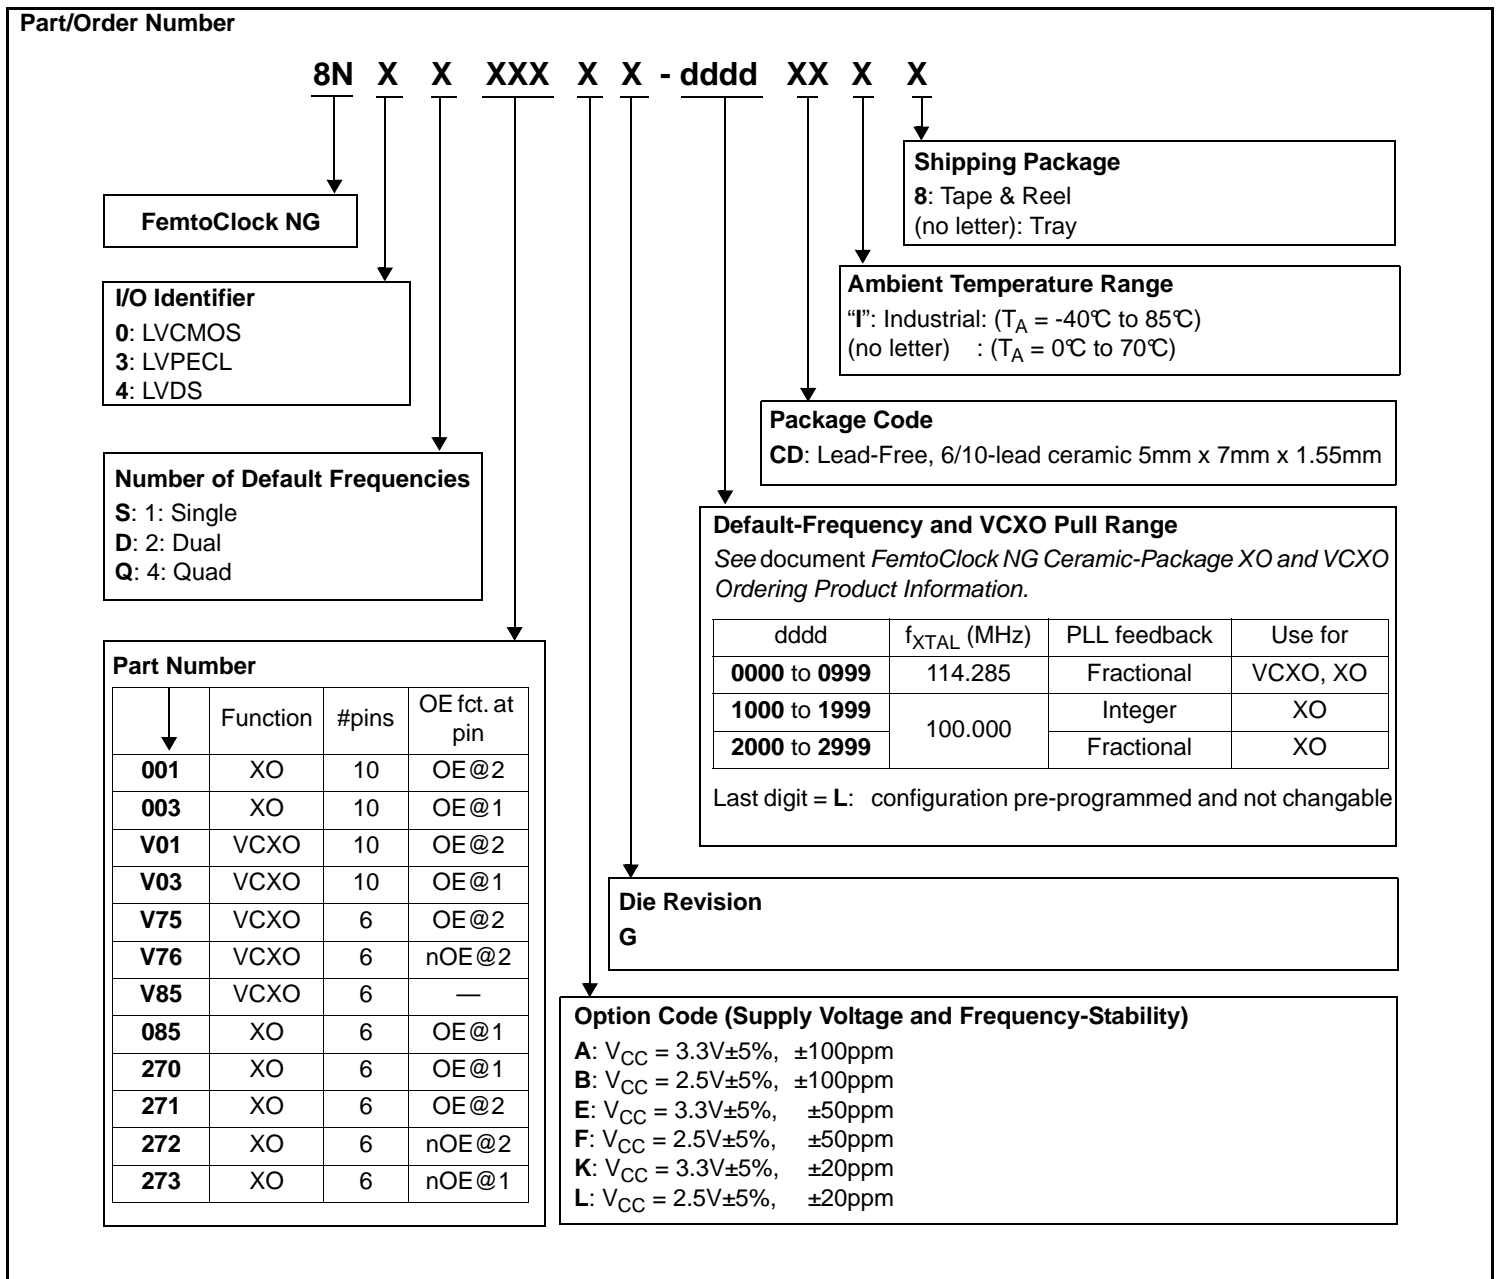 Part/Order Number
8N X X XXX X X - dddd XX X X
Shipping Package
8: Tape & Reel
(no letter): Tray
FemtoClock NG
Ambient Temperature Range
“I”: Industrial: (TA = -40°C to 85°C)
(no letter) : (TA = 0°C to 70°C)
I/O Identifier
0: LVCMOS
3: LVPECL
4: LVDS
Package Code
CD: Lead-Free, 6/10-lead ceramic 5mm x 7mm x 1.55mm
Number of Default Frequencies
S: 1: Single
D: 2: Dual
Q: 4: Quad
Default-Frequency and VCXO Pull Range
See document FemtoClock NG Ceramic-Package XO and VCXO
Ordering Product Information.
dddd fXTAL (MHz) PLL feedback Use for
0000 to 0999 114.285 Fractional VCXO, XO
1000 to 1999 100.000 Integer XO
2000 to 2999 Fractional XO
Last digit = L: configuration pre-programmed and not changable
Part Number
Function #pins OE fct. at
pin
001 XO 10 OE@2
003 XO 10 OE@1
V01 VCXO 10 OE@2
V03 VCXO 10 OE@1
V75 VCXO 6 OE@2
V76 VCXO 6 nOE@2
V85 VCXO 6 —
085 XO 6 OE@1
270 XO 6 OE@1
271 XO 6 OE@2
272 XO 6 nOE@2
273 XO 6 nOE@1
Die Revision
G
Option Code (Supply Voltage and Frequency-Stability)
A: VCC = 3.3V±5%, ±100ppm
B: VCC = 2.5V±5%, ±100ppm
E: VCC = 3.3V±5%, ±50ppm
F: VCC = 2.5V±5%, ±50ppm
K: VCC = 3.3V±5%, ±20ppm
L: VCC = 2.5V±5%, ±20ppm